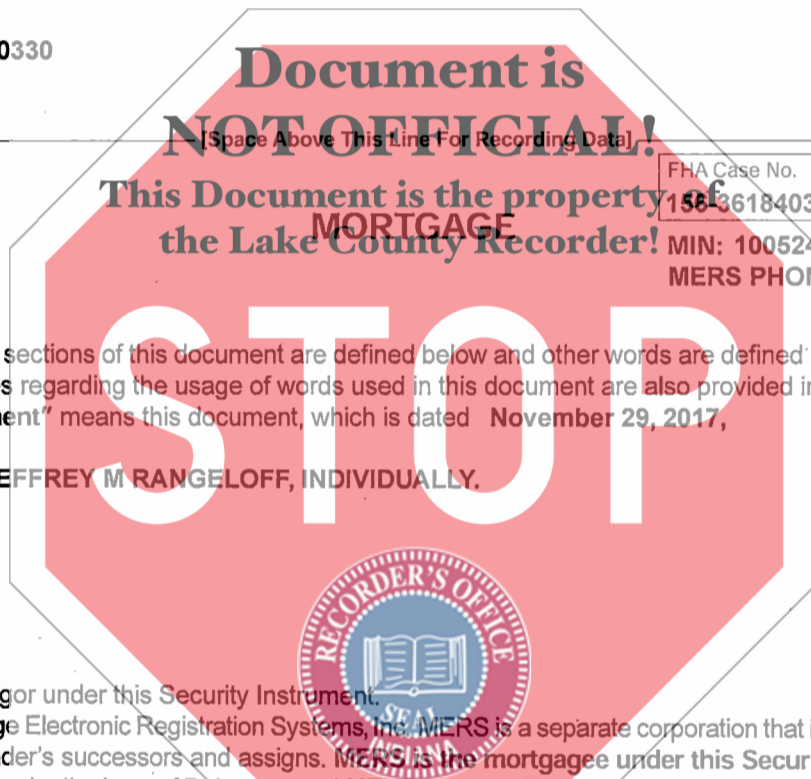 0330
Document is
NOT OFFICIAL!
[Space Above This Line For Recording Data]
FHA Case No.
This Document is the property of
156-3618403
MORTGAGE
the Lake County Recorder!
MIN: 10052
MERS PHO
STOP
sections of this document are defined below and other words are defined
s regarding the usage of words used in this document are also provided i
ent" means this document, which is dated November 29, 2017,
EFFREY M RANGELOFF, INDIVIDUALLY.
RECORDER'S OFFICE
gor under this Security Instrument.
SEAL
ge Electronic Registration Systems, Inc. MERS is a separate corporation that
INDIANA
der's successors and assigns. MERS is the mortgagee under this Secur